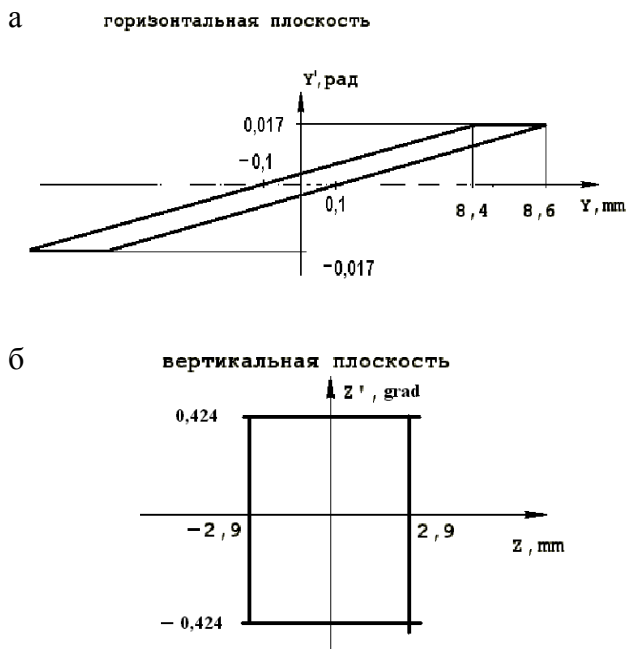 а
горизонтальная плоскость
Y',рад
0,017
−0,1
0,1
8,4
8,6
Y,mm
−0,017
б
вертикальная плоскость
Z', grad
0,424
−2,9
2,9
Z,mm
− 0,424